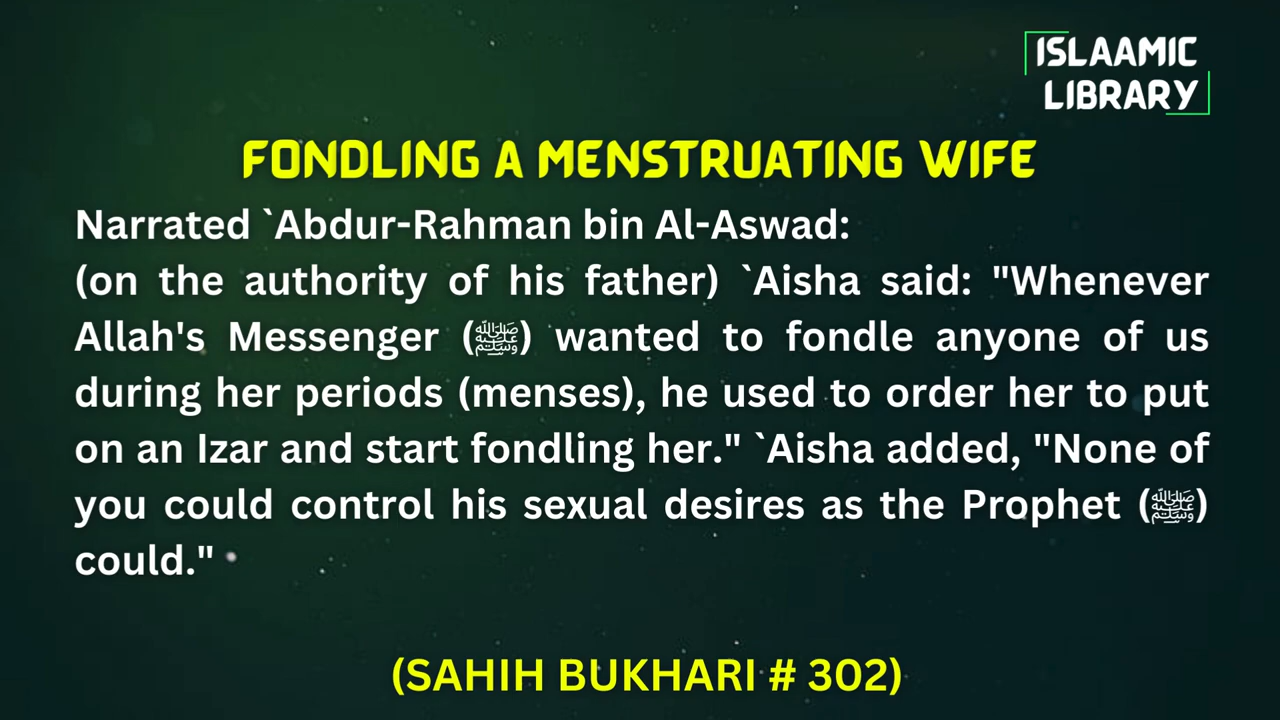 ISLAAMIC
LIBRARY
FONDLING A MENSTRUATING WIFE
Narrated `Abdur-Rahman bin Al-Aswad:
(on the authority of his father) `Aisha said: "Whenever
Allah's Messenger (ﷺ) wanted to fondle anyone of us
during her periods (menses), he used to order her to put
on an Izar and start fondling her." `Aisha added, "None of
you could control his sexual desires as the Prophet (ﷺ)
could."
(SAHIH BUKHARI # 302)